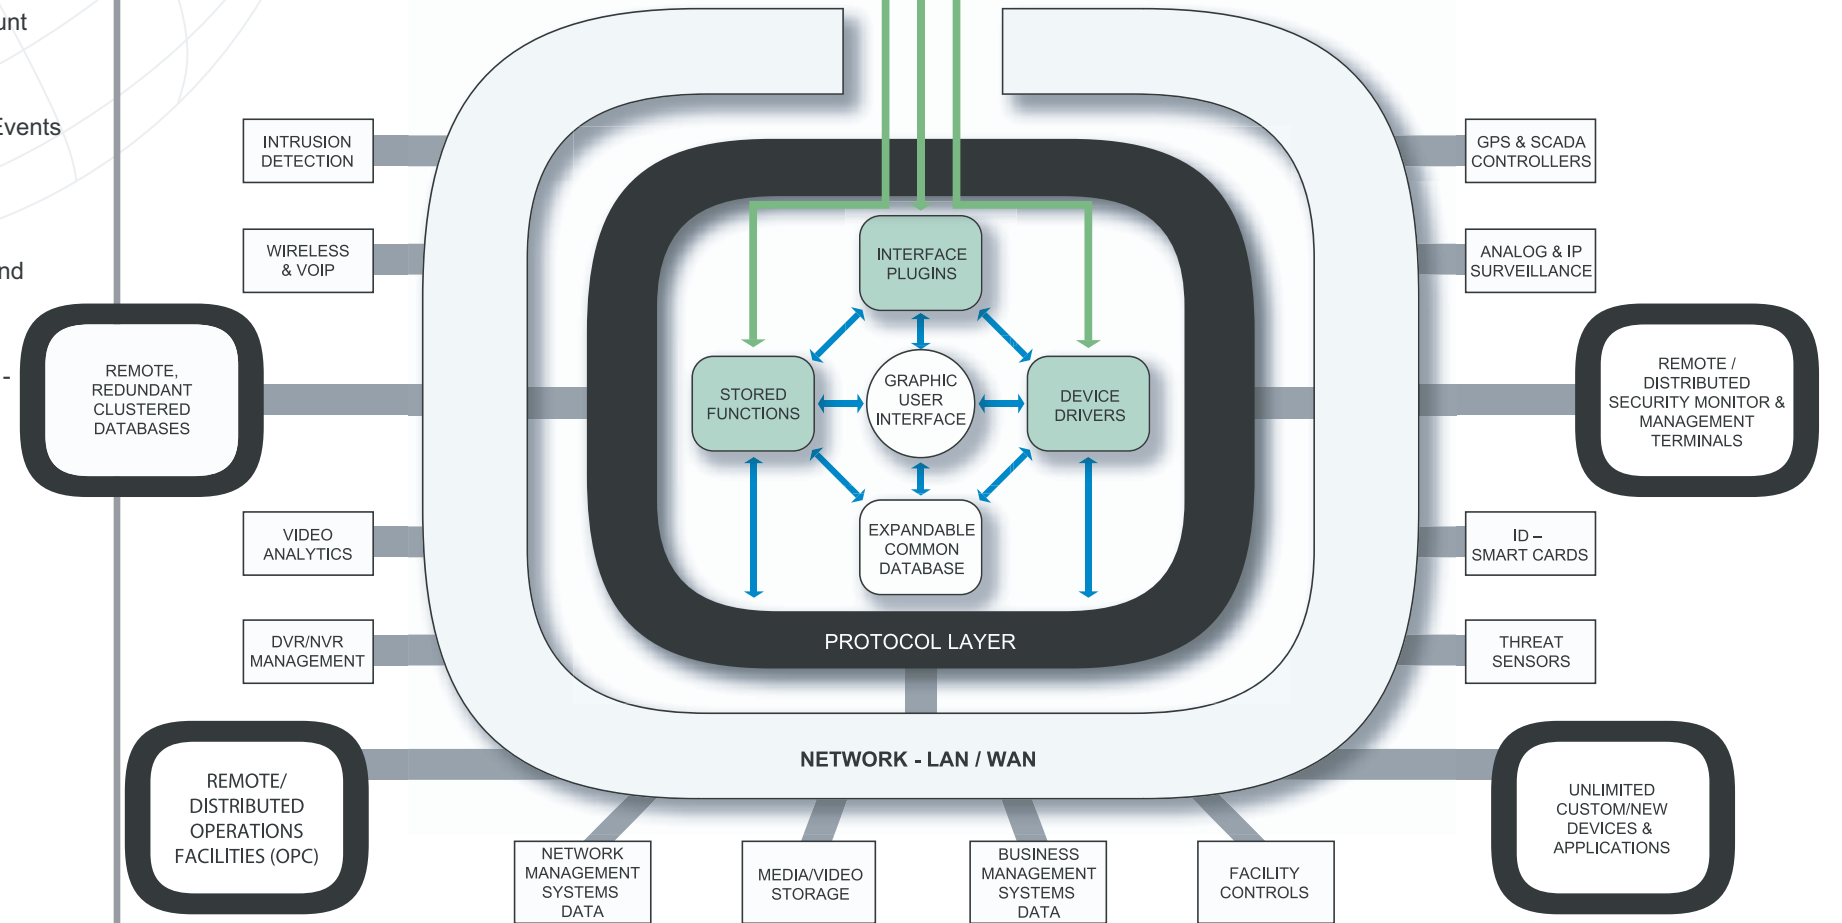 unt
Events
nd
-
INTRUSION
DETECTION
GPS & SCADA
CONTROLLERS
WIRELESS
& VOIP
ANALOG & IP
SURVEILLANCE
INTERFACE
PLUGINS
REMOTE,
REDUNDANT
CLUSTERED
DATABASES
STORED
FUNCTIONS
GRAPHIC
USER
INTERFACE
DEVICE
DRIVERS
REMOTE /
DISTRIBUTED
SECURITY MONITOR &
MANAGEMENT
TERMINALS
VIDEO
ANALYTICS
EXPANDABLE
COMMON
DATABASE
ID –
SMART CARDS
DVR/NVR
MANAGEMENT
PROTOCOL LAYER
THREAT
SENSORS
NETWORK - LAN / WAN
REMOTE/
DISTRIBUTED
OPERATIONS
FACILITIES (OPC)
UNLIMITED
CUSTOM/NEW
DEVICES &
APPLICATIONS
NETWORK
MANAGEMENT
SYSTEMS
DATA
MEDIA/VIDEO
STORAGE
BUSINESS
MANAGEMENT
SYSTEMS
DATA
FACILITY
CONTROLS